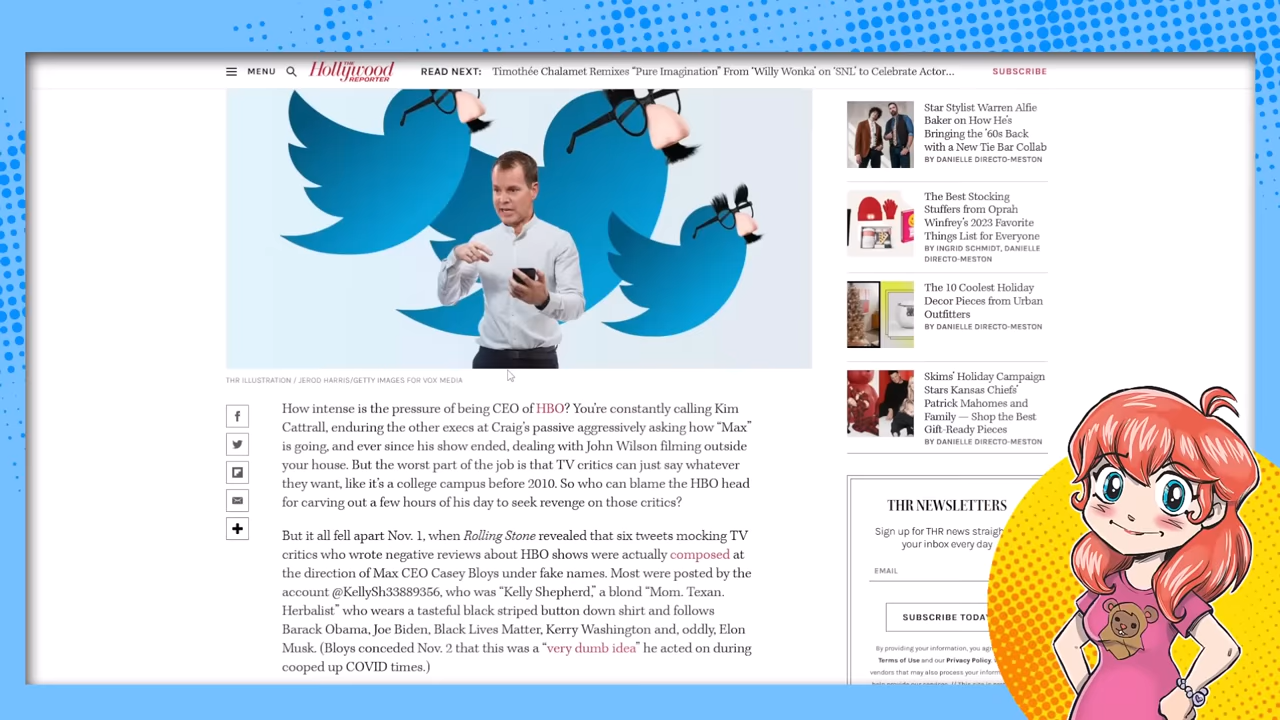 MENU
THE
Hollywood
REPORTER
READ NEXT: Timothée Chalamet Remixes "Pure Imagination" From 'Willy Wonka' on 'SNL' to Celebrate Actor…
SUBSCRIBE
THR ILLUSTRATION / JEROD HARRIS/GETTY IMAGES FOR VOX MEDIA
How intense is the pressure of being CEO of HBO? You're constantly calling Kim
Cattrall, enduring the other execs at Craig's passive aggressively asking how "Max"
is going, and ever since his show ended, dealing with John Wilson filming outside
your house. But the worst part of the job is that TV critics can just say whatever
they want, like it's a college campus before 2010. So who can blame the HBO head
for carving out a few hours of his day to seek revenge on those critics?
But it all fell apart Nov. 1, when Rolling Stone revealed that six tweets mocking TV
critics who wrote negative reviews about HBO shows were actually composed at
the direction of Max CEO Casey Bloys under fake names. Most were posted by the
account @KellySh33889356, who was "Kelly Shepherd," a blond "Mom. Texan.
Herbalist" who wears a tasteful black striped button down shirt and follows
Barack Obama, Joe Biden, Black Lives Matter, Kerry Washington and, oddly, Elon
Musk. (Bloys conceded Nov. 2 that this was a "very dumb idea" he acted on during
cooped up COVID times.)
Star Stylist Warren Alfie
Baker on How He's
Bringing the '60s Back
with a New Tie Bar Collab
BY DANIELLE DIRECTO-MESTON
The Best Stocking
Stuffers from Oprah
Winfrey's 2023 Favorite
Things List for Everyone
BY INGRID SCHMIDT, DANIELLE
DIRECTO-MESTON
The 10 Coolest Holiday
Decor Pieces from Urban
Outfitters
BY DANIELLE DIRECTO-MESTON
Skims' Holiday Campaign
Stars Kansas Chiefs'
Patrick Mahomes and
Family — Shop the Best
Gift-Ready Pieces
BY DANIELLE DIRECTO-MESTON
THR NEWSLETTERS
Sign up for THR news straigh
your inbox every day
EMAIL
SUBSCRIBE TODAY
By providing your information, you ag
Terms of Use and our Privacy Policy.
vendors that may also process your inform